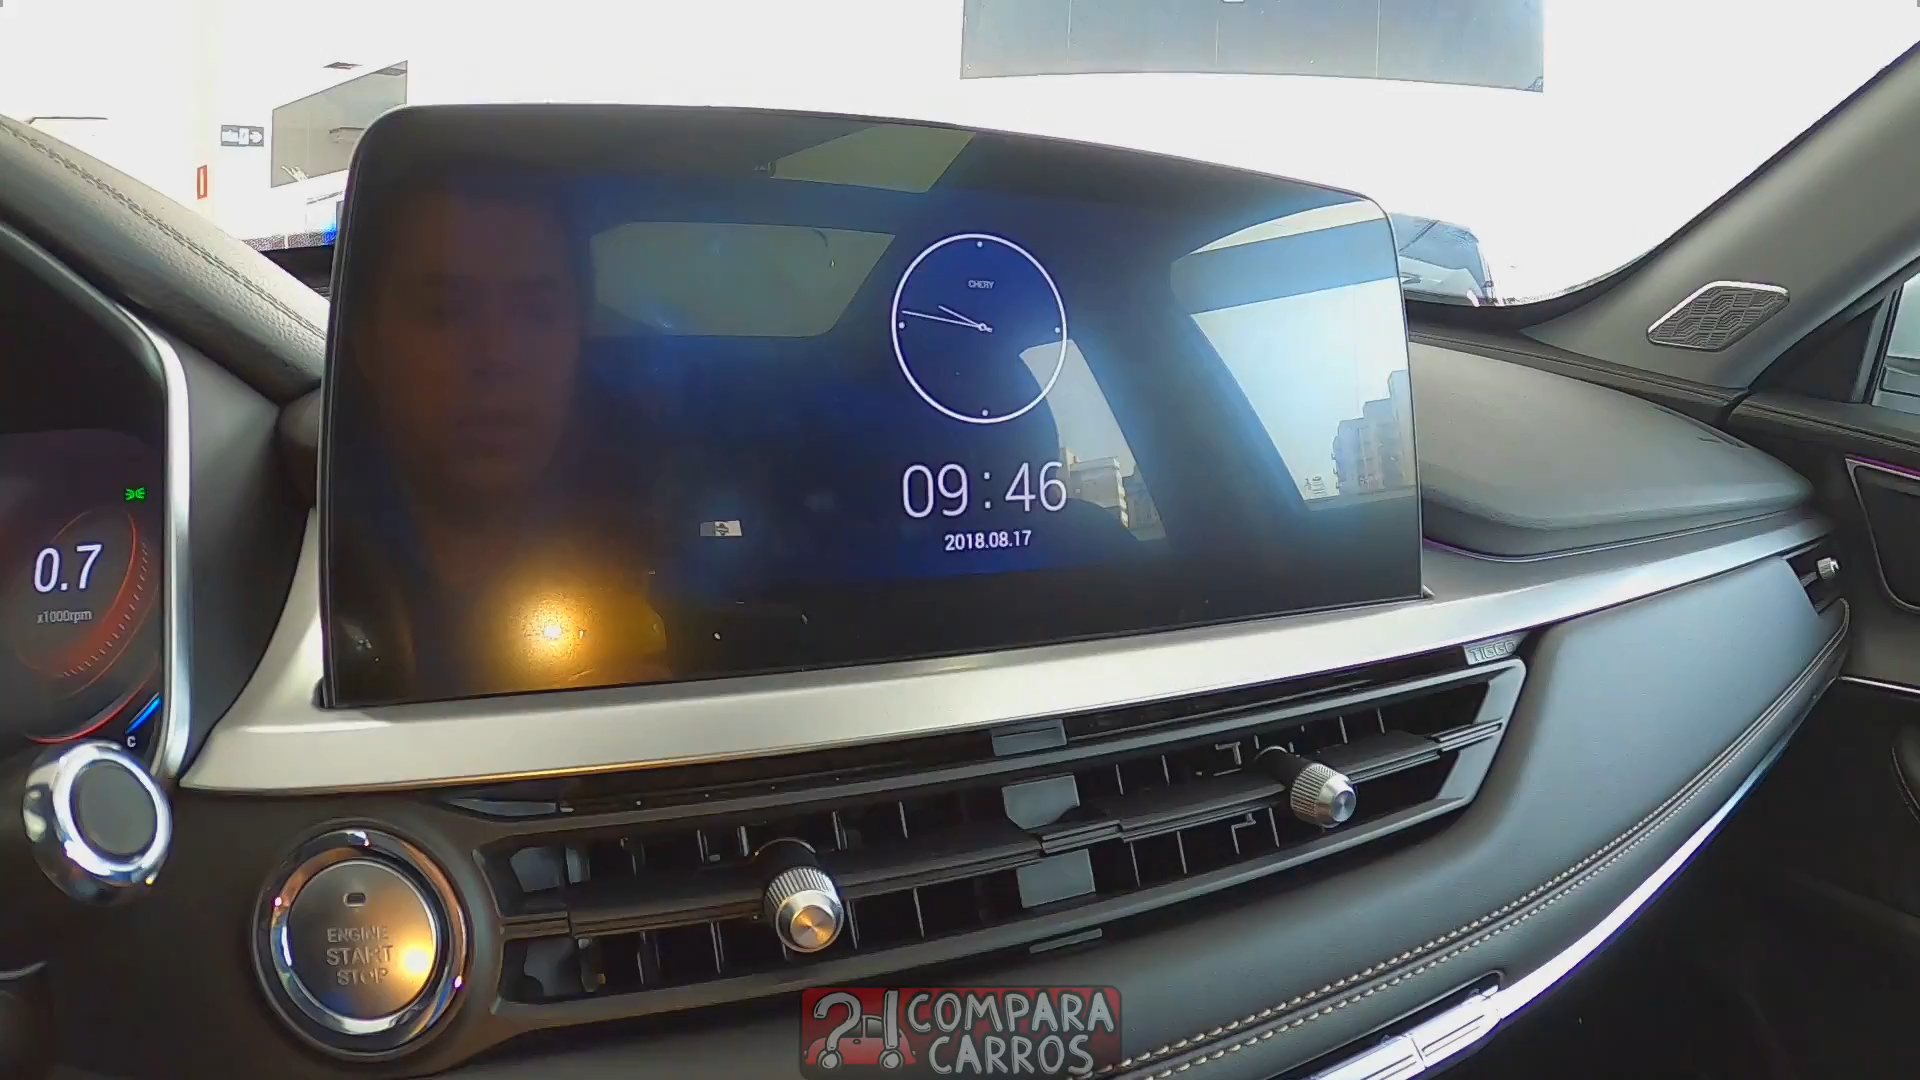 CHERY
09:46
2018.08.17
0.7
x1000rpm
C
TIGGO
ENGINE
START
STOP
COMPARA
CARROS